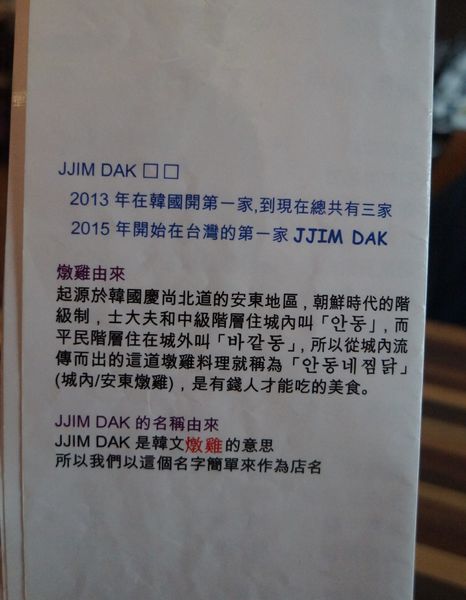 JJIM DAK □ □
2013 年在韓國開第一家,到現在總共有三家
2015 年開始在台灣的第一家 JJIM DAK
燉雞由來
起源於韓國慶尚北道的安東地區，朝鮮時代的階
級制，士大夫和中級階層住城內叫「안동」, 而
平民階層住在城外叫「바깥동」, 所以從城內流
傳而出的這道墩雞料理就稱為「안동네찜닭」
(城內/安東燉雞)，是有錢人才能吃的美食。
JJIM DAK 的名稱由來
JJIM DAK 是韓文燉雞的意思
所以我們以這個名字簡單來作為店名